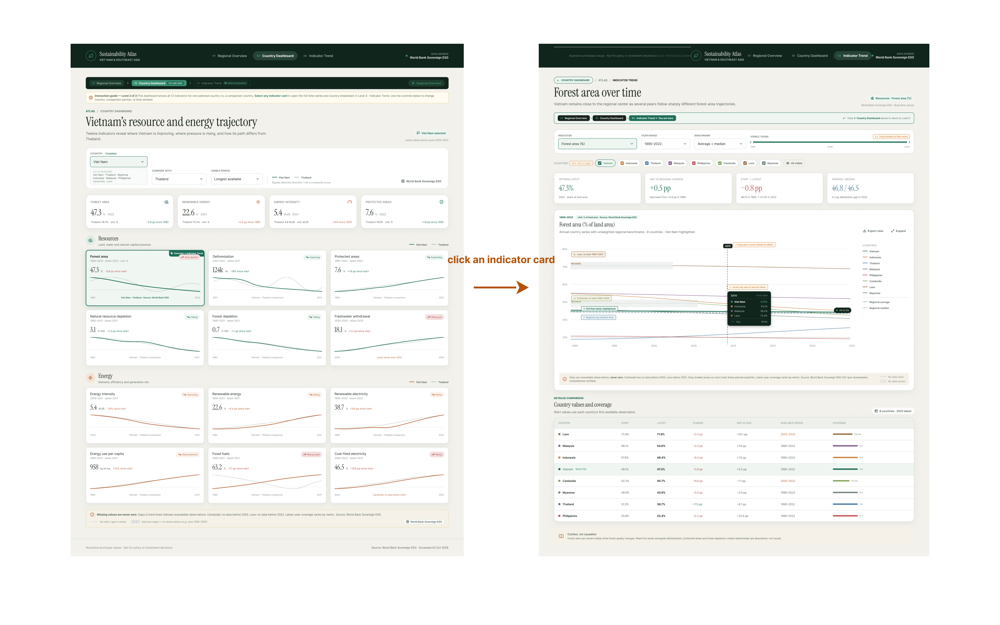 Sustainability Atlas
VIET NAM & SOUTHEAST ASIA
01 Regional Overview
02 Country Dashboard
03 Indicator Trend
DATA SOURCE
World Bank Sovereign ESG
01 Regional Overview > 02 Country Dashboard YOU ARE HERE > 03 Indicator Trend Select a card below
← Regional Overview
Interaction guide — Level 2 of 3:This dashboard shows all 12 indicators for one selected country vs. a comparison country. Select any indicator card to open the full time-series and country breakdown in Level 3 · Indicator Trend. Use the controls below to change
country, comparison partner, or time window.
ATLAS / COUNTRY DASHBOARD
Vietnam's resource and energy trajectory
Twelve indicators reveal where Vietnam is improving, where pressure is rising, and how its path differs from
Thailand.
Viet Nam selected
Latest observations span 2020–2022
COUNTRY 8 countries
Viet Nam
ALL 8 COUNTRIES
Viet Nam · Thailand · Myanmar
Indonesia · Malaysia · Philippines
Cambodia · Laos
COMPARE WITH
Thailand
VISIBLE PERIOD
Longest available
Viet Nam Thailand
Signals describe direction—not a composite score.
World Bank Sovereign ESG
FOREST AREA
47.3 % · 2022
Thailand 38.7% · unit: % −0.8 pp since 1990
RENEWABLE ENERGY
22.6 % · 2021
Thailand 15.4% · unit: % +5.4 pp since 1990
ENERGY INTENSITY
5.4 MJ/$ · 2021
Thailand 4.8 MJ/$ · unit: MJ/$ −24% since 2000
PROTECTED AREAS
7.6 % · 2022
Thailand 18.8% · unit: % +1.8 pp since 1990
Resources
Land, water and natural-capital pressure
Viet Nam Thailand
Selected → Indicator Trend
Forest area
Slow decline
1990–2022 · latest 2022 · unit: %
47.3 % −0.8 pp since start
1990 Viet Nam · Thailand · Source: World Bank ESG 2022
Deforestation
Improving
2001–2021 · latest 2021
124k ha −18% since start
2001 Vietnam · Thailand comparison 2021
Protected areas
Expanding
1990–2022 · latest 2022
7.6 % +1.8 pp since start
1990 Vietnam · Thailand comparison 2022
Natural resource depletion
Falling
1990–2021 · latest 2021
3.1 % GNI −2.3 pp since start
1990 Vietnam · Thailand comparison 2021
Forest depletion
Falling
1990–2021 · latest 2021
0.7 % GNI −1.1 pp since start
1990 Vietnam · Thailand comparison 2021
Freshwater withdrawal
Rising use
2000–2020 · latest 2020
18.1 % +3.2 pp since start
2000 Latest series ends 2020 2020
Energy
Demand, efficiency and generation mix
Viet Nam Thailand
Energy intensity
Improving
2000–2021 · latest 2021
5.4 MJ/$ −24% since start
2000 Vietnam · Thailand comparison 2021
Renewable energy
Rising
1990–2021 · latest 2021
22.6 % +5.4 pp since start
1990 Vietnam · Thailand comparison 2021
Renewable electricity
Rising
1990–2022 · latest 2022
38.7 % +9.8 pp since start
1990 Vietnam · Thailand comparison 2022
Energy use per capita
Rising demand
1990–2021 · latest 2021
958 kg oil eq. +42% since start
1990 Vietnam · Thailand comparison 2021
Fossil fuels
Rising share
1990–2021 · latest 2021
63.2 % +7.1 pp since start
1990 Vietnam · Thailand comparison 2021
Coal-fired electricity
Rising
2000–2022 · latest 2022
46.5 % +18.6 pp since start
2000 Cambodia: no data before 2005 2022
Missing values are never zero. Gaps in trend lines indicate unavailable observations. Cambodia: no data before 2005. Laos: no data before 2002. Latest-year coverage varies by metric. Source: World Bank Sovereign ESG.
No data / gap in series Hatched region = no observations (e.g. Laos 1990–2001)
World Bank Sovereign ESG
Illustrative prototype values · Not for policy or investment decisions
Source: World Bank Sovereign ESG · Accessed 02 Oct 2026
click an indicator card
Illustrative prototype values · Not for policy or investment decisionsSource: World Bank Sovere
Sustainability Atlas
VIETNAM & SOUTHEAST ASIA
01 Regional Overview
02 Country Dashboard
03 Indicator Trend
DATA SOURCE
World Bank Sovereign ESG
← COUNTRY DASHBOARD / ATLAS / INDICATOR TREND
Forest area over time
Vietnam remains close to the regional center as several peers follow sharply different forest-area trajectories.
Resources · Forest area (%)
World Bank Sovereign ESG · Illustrative values
01 Regional Overview → 02 Country Dashboard → 03 Indicator Trend ← You are here
Click ← Country Dashboard above to return to Level 2
INDICATOR
Forest area (%)
YEAR RANGE
1990–2022
BENCHMARK
Average + median
VISIBLE YEARS
Drag handles to filter years
1990 2006 2022
COUNTRIES Click chip to toggle Vietnam Indonesia Thailand Malaysia Philippines Cambodia Laos Myanmar All visible
VIETNAM LATEST
47.3%
2022 · share of land area
GAP VS REGIONAL AVERAGE
+0.5 pp
Narrowed from +0.9 pp in 1990
START → LATEST
−0.8 pp
48.1% in 1990 → 47.3% in 2022
AVERAGE / MEDIAN
46.8 / 46.5
0.3 pp distribution gap in 2022
1990–2022 Unit: % of land area · Source: World Bank Sovereign ESG
Forest area (% of land area)
Annual country series with unweighted regional benchmarks · 8 countries · Viet Nam highlighted
Export view Expand
2010 Drag year-cursor (linked to slider)
80%
70%
60%
50%
40%
20%
Laos: no data 1990-2001
NO DATA
Hover any year to see all values
Cambodia: no data 1990-2004
NO DATA
← Viet Nam (bold, highlighted)
← Regional avg (dashed blue)
2010 hover state
Viet Nam 47.6%
Indonesia 53.1%
Malaysia 56.4%
Laos 72.4%
Avg. 46.8%
VN 47.3%
1990 1995 2000 2005 2010 2015 2020 2022
COUNTRIES
Vietnam
Indonesia
Thailand
Malaysia
Philippines
Cambodia
Laos
Myanmar
Regional average
Regional median
Gaps are unavailable observations, never zero. Cambodia has no data before 2005; Laos before 2002. Gray shaded zones on chart mark these periods explicitly. Latest-year coverage varies by metric. Source: World Bank Sovereign ESG CSV (pre-downloaded,
completeness verified).
No data (line)
No data (zone)
DETAILED COMPARISON
Country values and coverage
Start values use each country's first available observation.
8 countries · 2022 latest
COUNTRY START LATEST CHANGE GAP VS AVG. AVAILABLE PERIOD COVERAGE
Laos 73.9% 71.9% −2.0 pp +25.1 pp 2002–2022 Partial
Malaysia 58.1% 54.6% −3.5 pp +7.8 pp 1990–2022 Full
Indonesia 57.8% 48.4% −9.4 pp +1.6 pp 1990–2022 Full
Vietnam SELECTED 48.1% 47.3% −0.8 pp +0.5 pp 1990–2022 Full
Cambodia 52.3% 45.7% −6.6 pp −1.1 pp 2005–2022 Partial
Myanmar 48.9% 43.9% −5.0 pp −2.9 pp 1990–2022 Full
Thailand 31.2% 38.7% +7.5 pp −8.1 pp 1990–2022 Full
Philippines 25.6% 23.4% −2.2 pp −23.4 pp 1990–2022 Full
Context, not causation
Forest area can remain stable while forest quality changes. Read this series alongside deforestation, protected areas and forest depletion; visible relationships are descriptive, not causal.